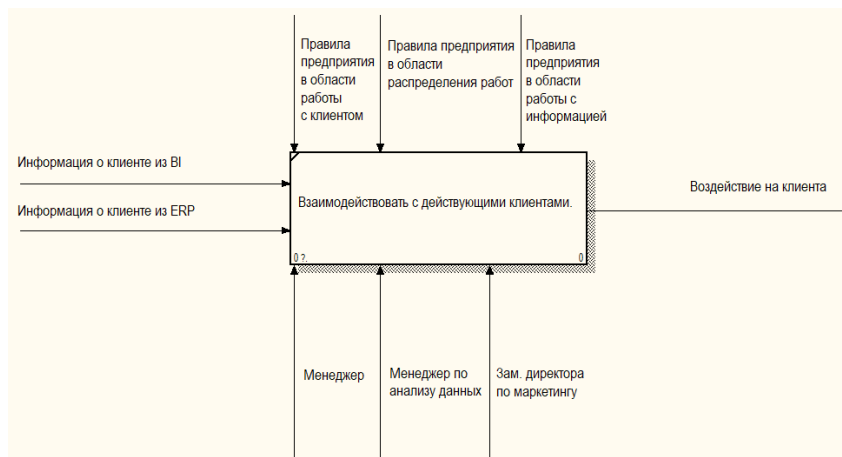 Правила
предприятия
в области
работы
с клиентом
Правила предприятия
в области
распределения работ
Правила
предприятия
в области
работы с
информацией
Информация о клиенте из BI
Информация о клиенте из ERP
Взаимодействовать с действующими клиентами.
Воздействие на клиента
0 ?.
0
Менеджер
Менеджер по
анализу данных
Зам. директора
по маркетингу